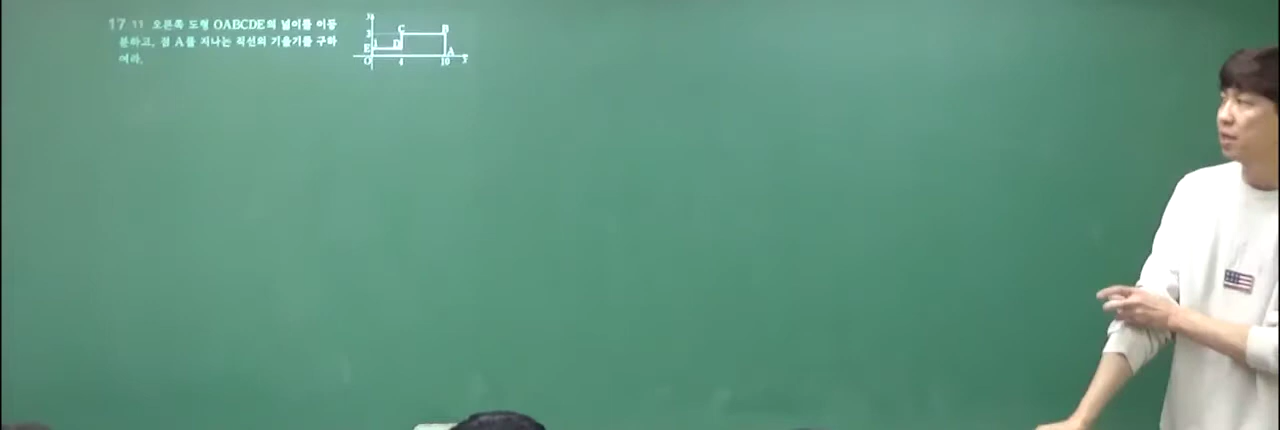 17 11 오른쪽 도형 OABCDE의 넓이를 이등
분하고, 점 A를 지나는 직선의 기울기를 구하
여라.
y
C B
3
1 D
E A
O 4 10 x